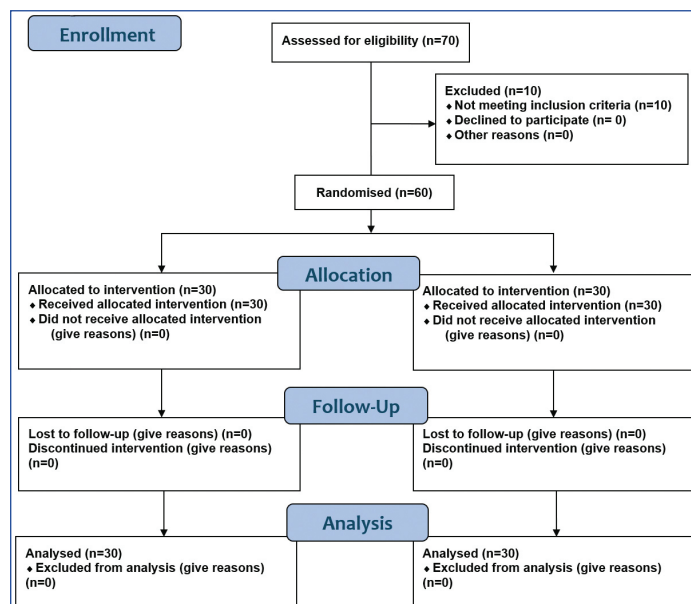 Enrollment
Assessed for eligibility (n=70)
Excluded (n=10)
◆ Not meeting inclusion criteria (n=10)
◆ Declined to participate (n= 0)
◆ Other reasons (n=0)
Randomised (n=60)
Allocation
Allocated to intervention (n=30)
◆ Received allocated intervention (n=30)
◆ Did not receive allocated intervention
(give reasons) (n=0)
Allocated to intervention (n=30)
◆ Received allocated intervention (n=30)
◆ Did not receive allocated intervention
(give reasons) (n=0)
Follow-Up
Lost to follow-up (give reasons) (n=0)
Discontinued intervention (give reasons)
(n=0)
Lost to follow-up (give reasons) (n=0)
Discontinued intervention (give reasons)
(n=0)
Analysis
Analysed (n=30)
◆ Excluded from analysis (give reasons)
(n=0)
Analysed (n=30)
◆ Excluded from analysis (give reasons)
(n=0)